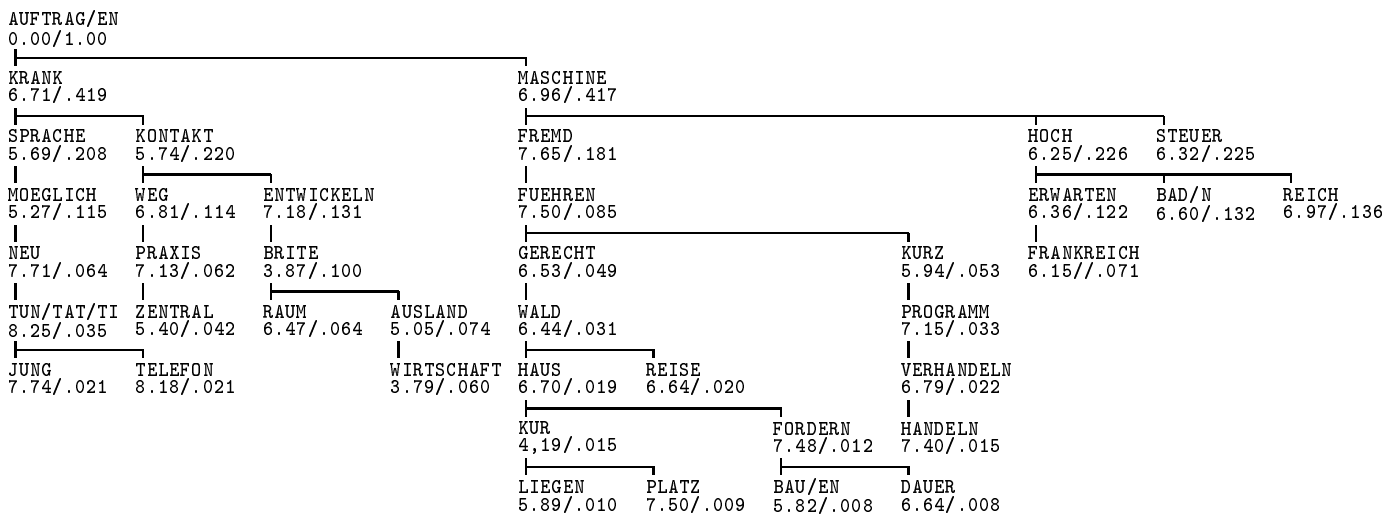 AUFTRAG/EN
0.00/1.00
KRANK MASCHINE
6.71/.419 6.96/.417
SPRACHE KONTAKT FREMD HOCH STEUER
5.69/.208 5.74/.220 7.65/.181 6.25/.226 6.32/.225
MOEGLICH WEG ENTWICKELN FUEHREN ERWARTEN BAD/N REICH
5.27/.115 6.81/.114 7.18/.131 7.50/.085 6.36/.122 6.60/.132 6.97/.136
NEU PRAXIS BRITE GERECHT KURZ FRANKREICH
7.71/.064 7.13/.062 3.87/.100 6.53/.049 5.94/.053 6.15//.071
TUN/TAT/TI ZENTRAL RAUM AUSLAND WALD PROGRAMM
8.25/.035 5.40/.042 6.47/.064 5.05/.074 6.44/.031 7.15/.033
JUNG TELEFON WIRTSCHAFT HAUS REISE VERHANDELN
7.74/.021 8.18/.021 3.79/.060 6.70/.019 6.64/.020 6.79/.022
KUR FORDERN HANDELN
4,19/.015 7.48/.012 7.40/.015
LIEGEN PLATZ BAU/EN DAUER
5.89/.010 7.50/.009 5.82/.008 6.64/.008